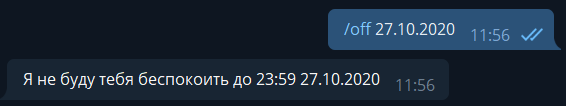 /off 27.10.2020 11:56
Я не буду тебя беспокоить до 23:59 27.10.2020 11:56